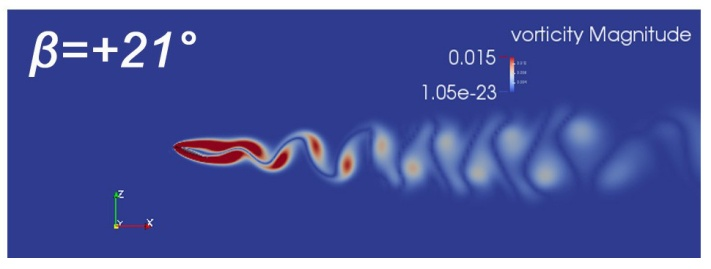 β=+21°
vorticity Magnitude
0.015
1.05e-23
Z
Y
X